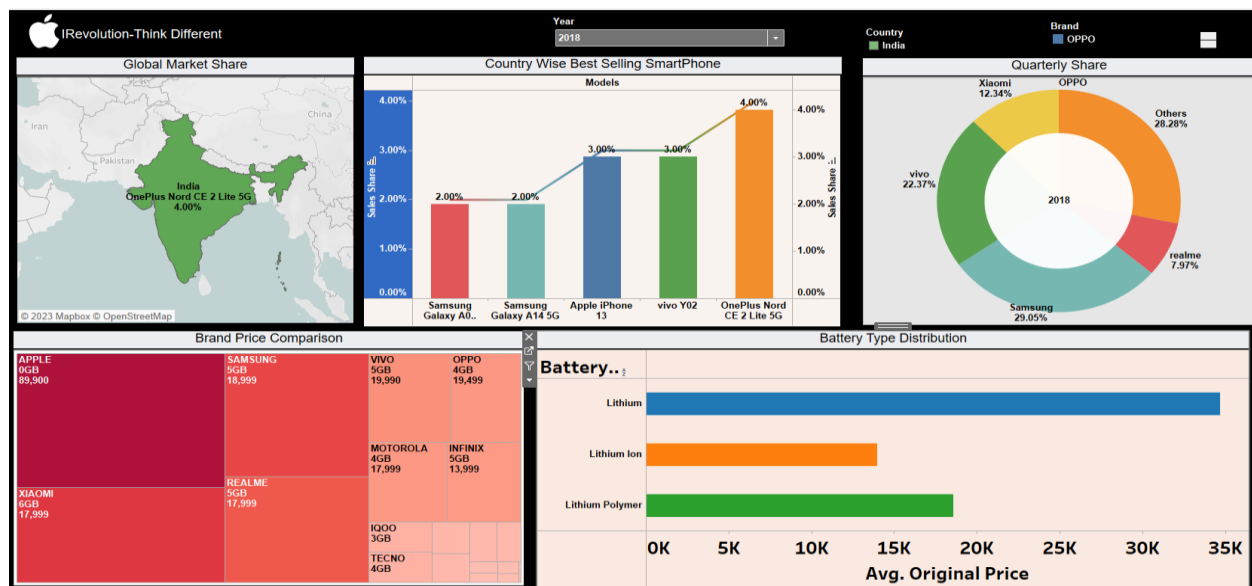 IRevolution-Think Different
Year
2018
Country
India
Brand
OPPO
Global Market Share
Iran
Pakistan
China
India
OnePlus Nord CE 2 Lite 5G
4.00%
© 2023 Mapbox © OpenStreetMap
Country Wise Best Selling SmartPhone
Models
Sales Share
4.00%
3.00%
2.00%
1.00%
0.00%
2.00%
2.00%
3.00%
3.00%
4.00%
Samsung
Galaxy A0..
Samsung
Galaxy A14 5G
Apple iPhone
13
vivo Y02
OnePlus Nord
CE 2 Lite 5G
4.00%
3.00%
2.00%
1.00%
0.00%
Sales Share
Quarterly Share
Xiaomi
12.34%
OPPO
Others
28.28%
vivo
22.37%
2018
realme
7.97%
Samsung
29.05%
Brand Price Comparison
APPLE
0GB
89,900
SAMSUNG
5GB
18,999
VIVO
5GB
19,990
OPPO
4GB
19,499
MOTOROLA
4GB
17,999
INFINIX
5GB
13,999
XIAOMI
6GB
17,999
REALME
5GB
17,999
IQOO
3GB
TECNO
4GB
Battery Type Distribution
Battery..
Lithium
Lithium Ion
Lithium Polymer
0K 5K 10K 15K 20K 25K 30K 35K
Avg. Original Price